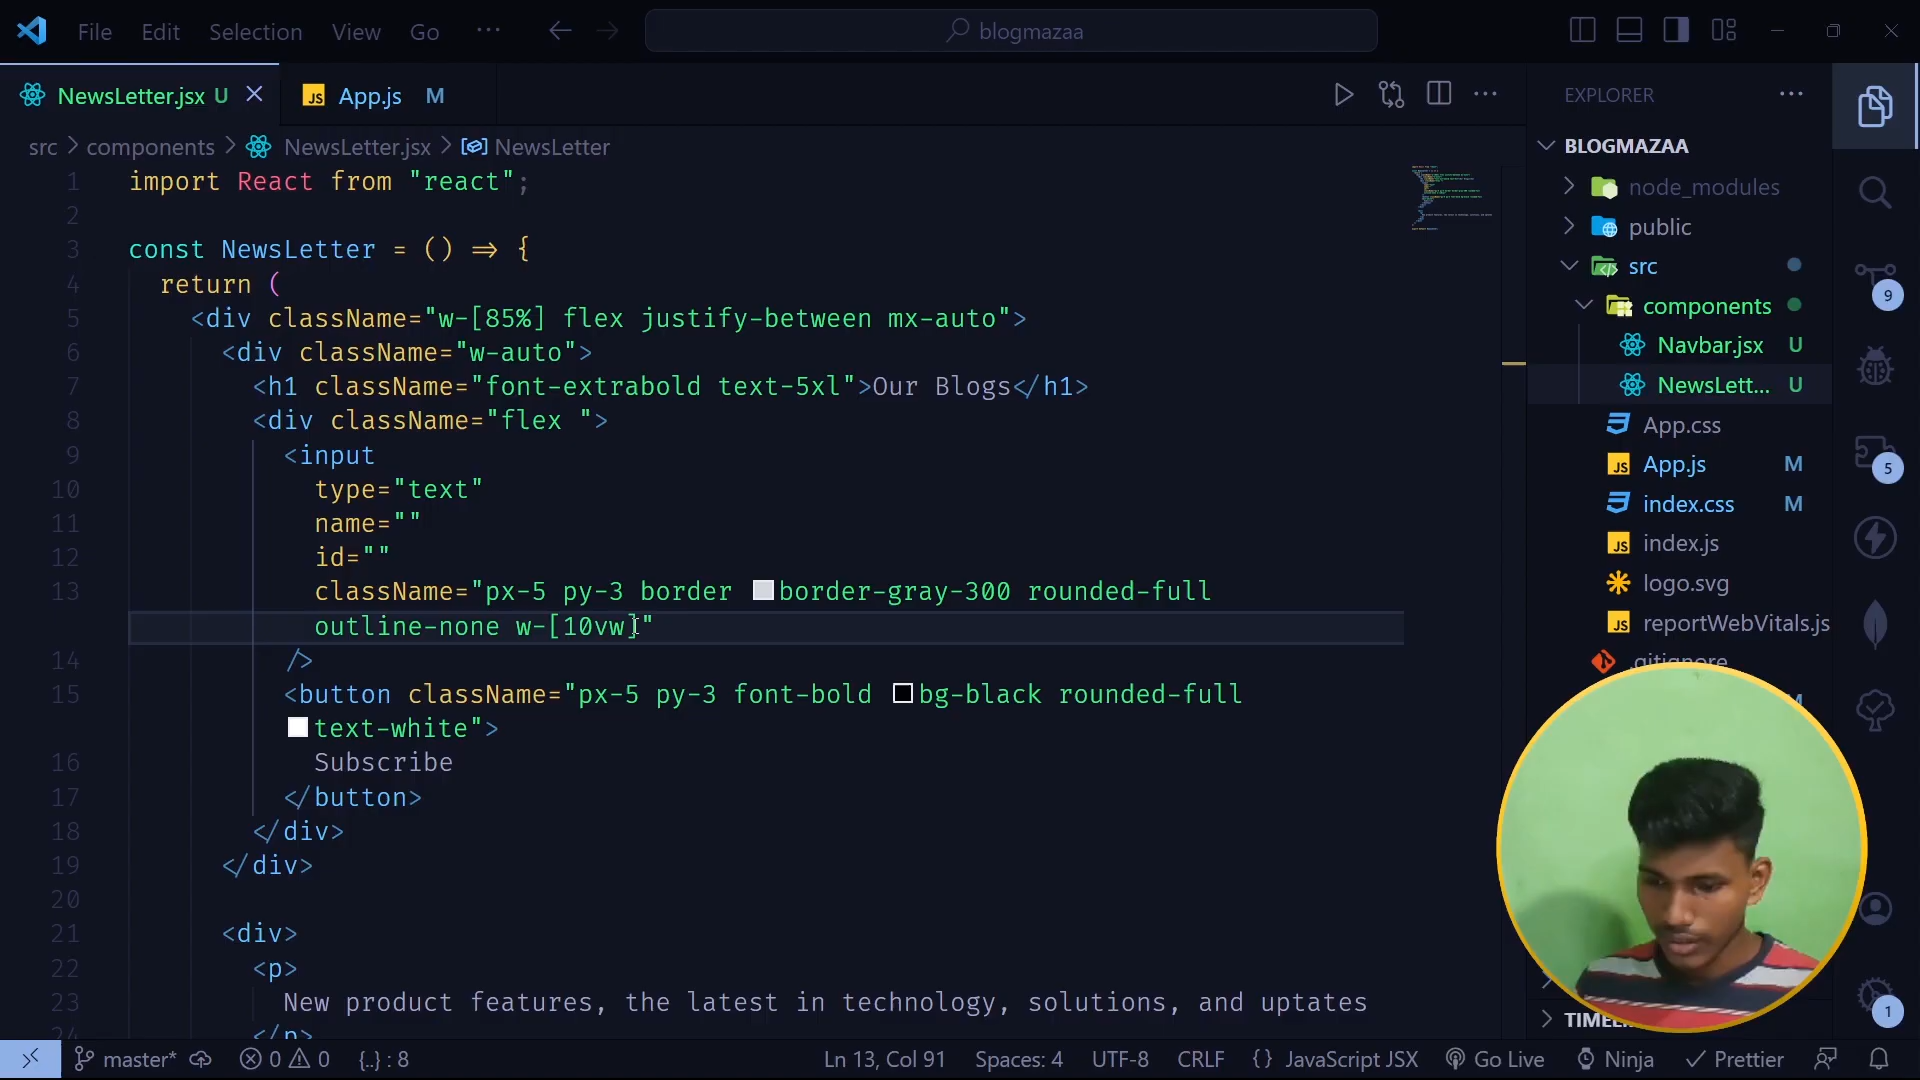 File Edit Selection View Go ··· blogmazaa
NewsLetter.jsx U JS App.js M
src > components > NewsLetter.jsx > NewsLetter
1 import React from "react";
2
3 const NewsLetter = () => {
4 return (
5 <div className="w-[85%] flex justify-between mx-auto">
6 <div className="w-auto">
7 <h1 className="font-extrabold text-5xl">Our Blogs</h1>
8 <div className="flex ">
9 <input
10 type="text"
11 name=""
12 id=""
13 className="px-5 py-3 border border-gray-300 rounded-full
outline-none w-[10vw]"
14 />
15 <button className="px-5 py-3 font-bold bg-black rounded-full
text-white">
16 Subscribe
17 </button>
18 </div>
19 </div>
20
21 <div>
22 <p>
23 New product features, the latest in technology, solutions, and uptates
24 </p>
EXPLORER ···
BLOGMAZAA
node_modules
public
src
components
Navbar.jsx U
NewsLett... U
App.css
JS App.js M
index.css M
JS index.js
logo.svg
JS reportWebVitals.js
.gitignore
9
5
1
master* 0 0 {..} : 8 Ln 13, Col 91 Spaces: 4 UTF-8 CRLF {} JavaScript JSX Go Live Ninja Prettier